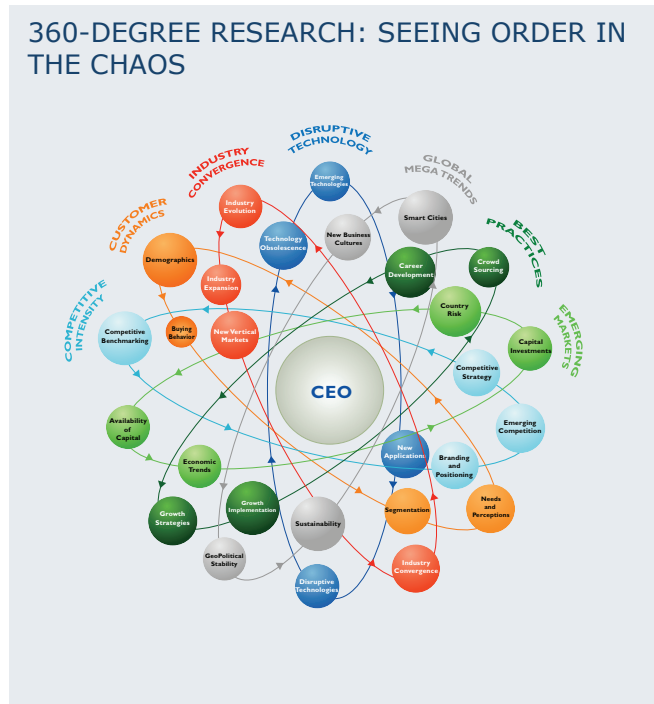 360-DEGREE RESEARCH: SEEING ORDER IN
THE CHAOS
DISRUPTIVE
TECHNOLOGY
INDUSTRY
CONVERGENCE
GLOBAL
MEGA TRENDS
CUSTOMER
DYNAMICS
BEST
PRACTICES
COMPETITIVE
INTENSITY
EMERGING
MARKETS
Emerging
Technologies
Industry
Evolution
Smart Cities
New Business
Cultures
Technology
Obsolescence
Demographics
Career
Development
Crowd
Sourcing
Industry
Expansion
Country
Risk
Buying
Behavior
New Vertical
Markets
Competitive
Benchmarking
Capital
Investments
Competitive
Strategy
CEO
Availability
of
Capital
Emerging
Competition
New
Applications
Economic
Trends
Branding
and
Positioning
Growth
Strategies
Growth
Implementation
Sustainability
Segmentation
Needs
and
Perceptions
GeoPolitical
Stability
Industry
Convergence
Disruptive
Technologies